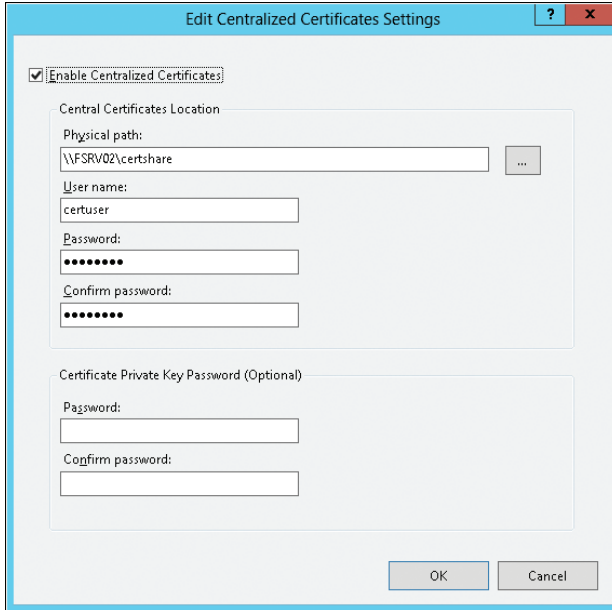 Edit Centralized Certificates Settings
?
x
Enable Centralized Certificates
Central Certificates Location
Physical path:
\\FSRV02\certshare
...
User name:
certuser
Password:
●●●●●●●●
Confirm password:
●●●●●●●●
Certificate Private Key Password (Optional)
Password:
Confirm password:
OK
Cancel